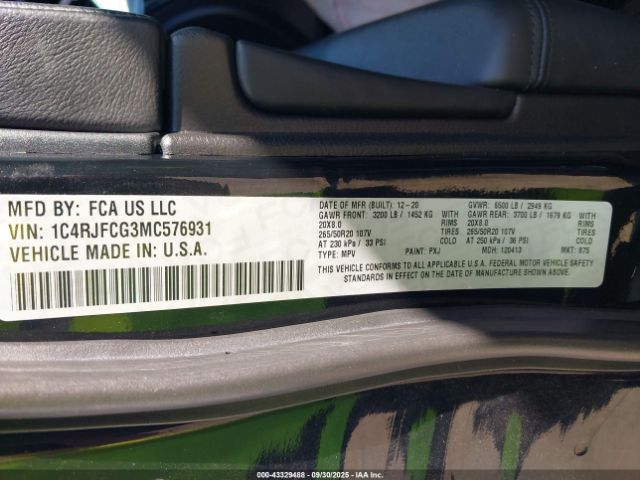 MFD BY: FCA US LLC
VIN: 1C4RJFCG3MC576931
VEHICLE MADE IN: U.S.A.
DATE OF MFR (BUILT): 12-20 GVWR: 6500 LB / 2949 KG
GAWR FRONT: 3200 LB / 1452 KG WITH GAWR REAR: 3700 LB / 1679 KG WITH
20X8.0 RIMS 20X8.0 RIMS
265/50R20 107V TIRES 265/50R20 107V TIRES
AT 230 kPa / 33 PSI COLD AT 250 kPa / 36 PSI COLD
TYPE: MPV PAINT: PXJ MDH: 120413 MKT: 875
THIS VEHICLE CONFORMS TO ALL APPLICABLE U.S.A. FEDERAL MOTOR VEHICLE SAFETY
STANDARDS IN EFFECT ON THE DATE OF MANUFACTURE SHOWN ABOVE.
000-43329488 - 09/30/2025 - IAAI.COM